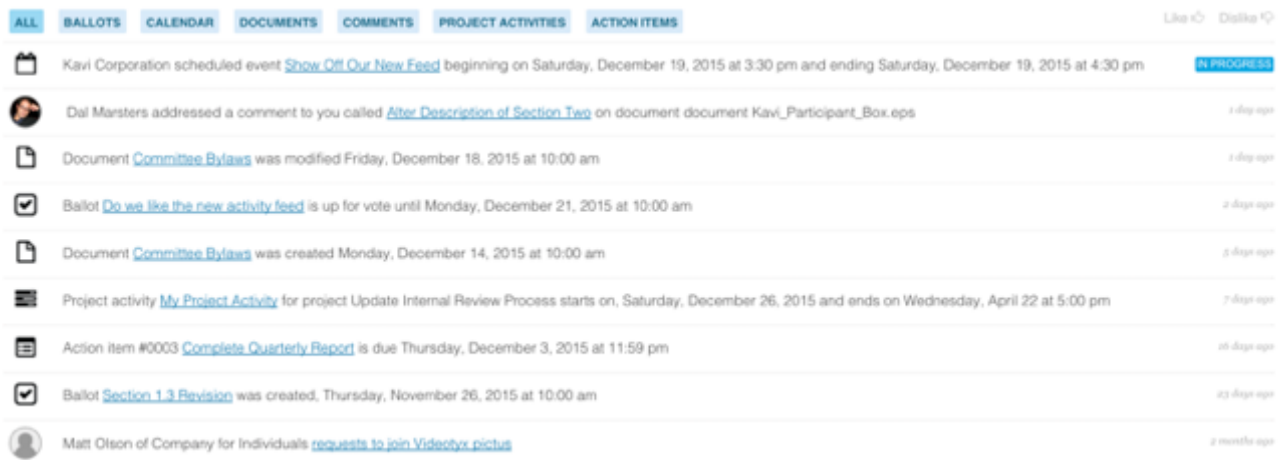 ALL BALLOTS CALENDAR DOCUMENTS COMMENTS PROJECT ACTIVITIES ACTION ITEMS Like Dislike
Kavi Corporation scheduled event Show Off Our New Feed beginning on Saturday, December 19, 2015 at 3:30 pm and ending Saturday, December 19, 2015 at 4:30 pm IN PROGRESS
Dal Marsters addressed a comment to you called Alter Description of Section Two on document document Kavi_Participant_Box.eps 1 day ago
Document Committee Bylaws was modified Friday, December 18, 2015 at 10:00 am 1 day ago
Ballot Do we like the new activity feed is up for vote until Monday, December 21, 2015 at 10:00 am 2 days ago
Document Committee Bylaws was created Monday, December 14, 2015 at 10:00 am 5 days ago
Project activity My Project Activity for project Update Internal Review Process starts on, Saturday, December 26, 2015 and ends on Wednesday, April 22 at 5:00 pm 7 days ago
Action item #0003 Complete Quarterly Report is due Thursday, December 3, 2015 at 11:59 pm 16 days ago
Ballot Section 1.3 Revision was created, Thursday, November 26, 2015 at 10:00 am 23 days ago
Matt Olson of Company for Individuals requests to join Videotyx pictus 2 months ago